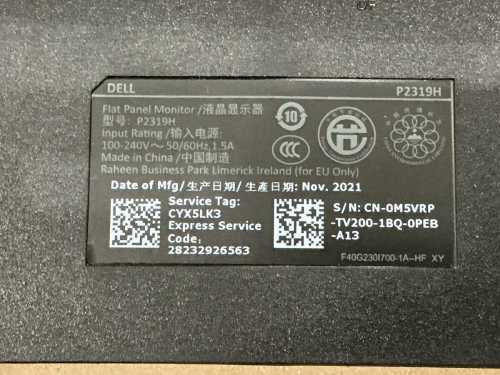 DELL P2319H
Flat Panel Monitor /液晶显示器
型号: P2319H
Input Rating /输入电源:
100-240V～ 50/60Hz,1.5A
Made in China /中国制造
Raheen Business Park Limerick Ireland (for EU Only)
10
CCC
Date of Mfg/生产日期/ 生產日期: Nov. 2021
Service Tag:
CYX5LK3
Express Service
Code:
28232926563
S/N: CN-0M5VRP
-TV200-1BQ-0PEB
-A13
F40G230I700-1A--HF XY